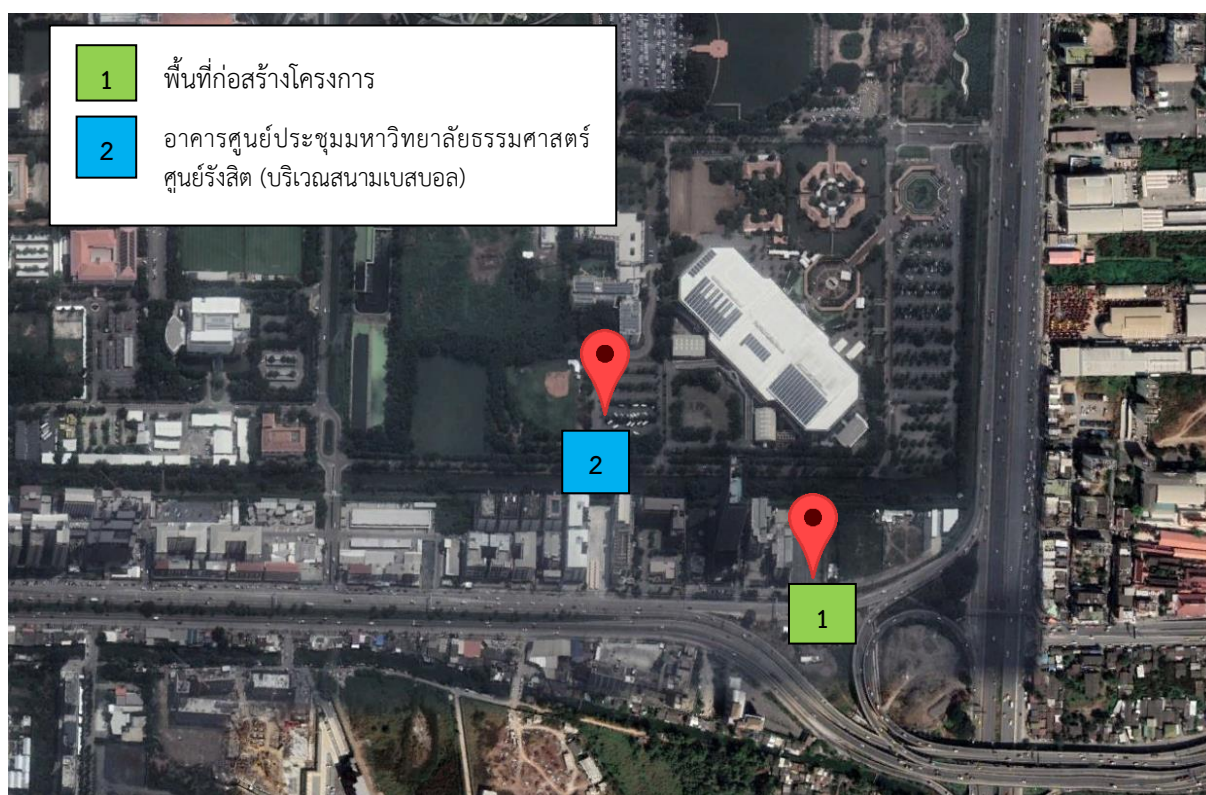 1
พื้นที่ก่อสร้างโครงการ
2
อาคารศูนย์ประชุมมหาวิทยาลัยธรรมศาสตร์
ศูนย์รังสิต (บริเวณสนามเบสบอล)
2
1